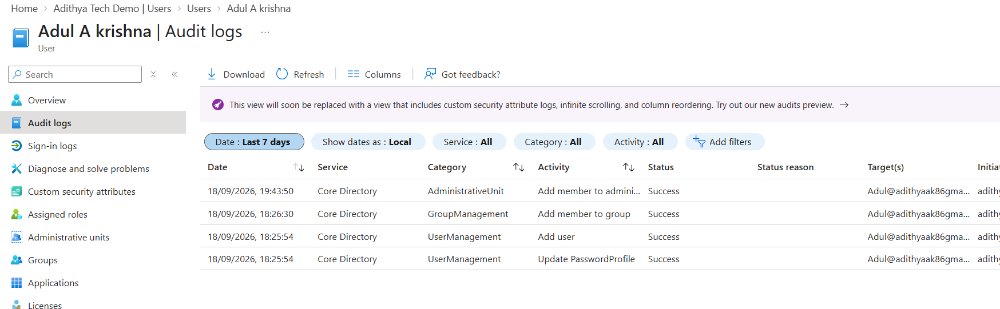 Home > Adithya Tech Demo | Users > Users > Adul A krishna
Adul A krishna | Audit logs ...
User
Search
Download Refresh Columns Got feedback?
This view will soon be replaced with a view that includes custom security attribute logs, infinite scrolling, and column reordering. Try out our new audits preview. →
Overview
Audit logs
Sign-in logs
Diagnose and solve problems
Custom security attributes
Assigned roles
Administrative units
Groups
Applications
Licenses
Date : Last 7 days Show dates as : Local Service : All Category : All Activity : All Add filters
Date Service Category Activity Status Status reason Target(s) Initiat
18/09/2026, 19:43:50 Core Directory AdministrativeUnit Add member to admini... Success Adul@adithyaak86gma... adithy
18/09/2026, 18:26:30 Core Directory GroupManagement Add member to group Success Adul@adithyaak86gma... adithy
18/09/2026, 18:25:54 Core Directory UserManagement Add user Success Adul@adithyaak86gma... adithy
18/09/2026, 18:25:54 Core Directory UserManagement Update PasswordProfile Success Adul@adithyaak86gma... adithy